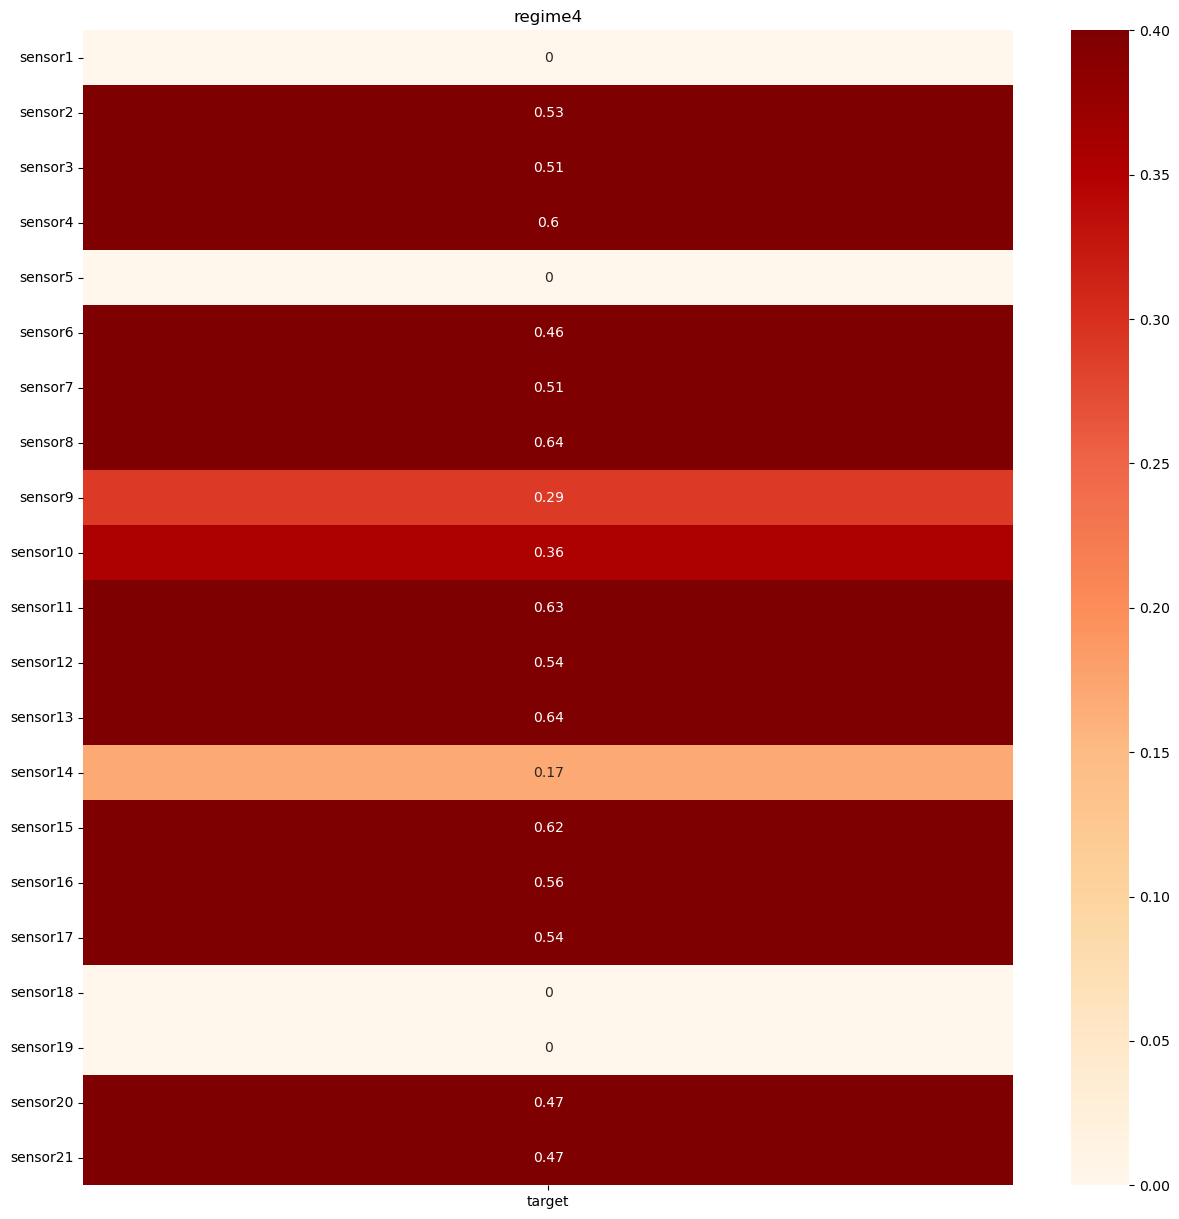 regime4
sensor1 0
sensor2 0.53
sensor3 0.51
sensor4 0.6
sensor5 0
sensor6 0.46
sensor7 0.51
sensor8 0.64
sensor9 0.29
sensor10 0.36
sensor11 0.63
sensor12 0.54
sensor13 0.64
sensor14 0.17
sensor15 0.62
sensor16 0.56
sensor17 0.54
sensor18 0
sensor19 0
sensor20 0.47
sensor21 0.47
target
0.40
0.35
0.30
0.25
0.20
0.15
0.10
0.05
0.00